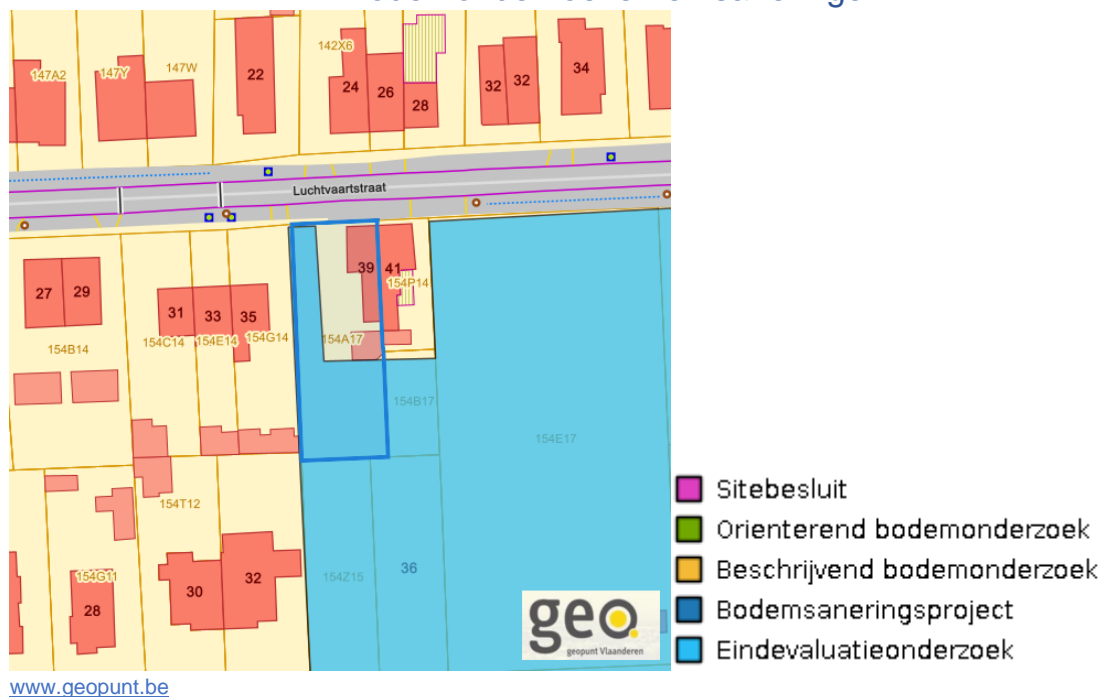 147A2
147Y
147W
22
142X6
24
26
28
32
32
34
Luchtvaartstraat
27
29
154B14
31
33
35
154C14
154E14
154G14
39
41
154P14
154A17
154B17
154E17
154T12
154G11
28
30
32
154Z15
36
geo.
geopunt Vlaanderen
Sitebesluit
Orienterend bodemonderzoek
Beschrijvend bodemonderzoek
Bodemsaneringsproject
Eindevaluatieonderzoek
www.geopunt.be